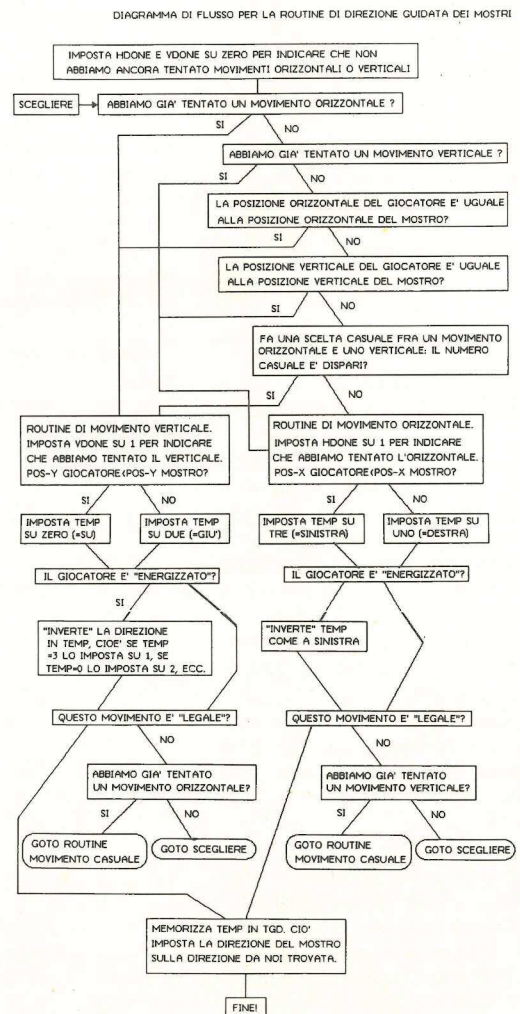 DIAGRAMMA DI FLUSSO PER LA ROUTINE DI DIREZIONE GUIDATA DEI MOSTRI
IMPOSTA HDONE E VDONE SU ZERO PER INDICARE CHE NON
ABBIAMO ANCORA TENTATO MOVIMENTI ORIZZONTALI O VERTICALI
SCEGLIERE
ABBIAMO GIA' TENTATO UN MOVIMENTO ORIZZONTALE ?
SI
NO
ABBIAMO GIA' TENTATO UN MOVIMENTO VERTICALE ?
SI
NO
LA POSIZIONE ORIZZONTALE DEL GIOCATORE E' UGUALE
ALLA POSIZIONE ORIZZONTALE DEL MOSTRO?
SI
NO
LA POSIZIONE VERTICALE DEL GIOCATORE E' UGUALE
ALLA POSIZIONE VERTICALE DEL MOSTRO?
SI
NO
FA UNA SCELTA CASUALE FRA UN MOVIMENTO
ORIZZONTALE E UNO VERTICALE: IL NUMERO
CASUALE E' DISPARI?
SI
NO
ROUTINE DI MOVIMENTO VERTICALE.
IMPOSTA VDONE SU 1 PER INDICARE
CHE ABBIAMO TENTATO IL VERTICALE.
POS-Y GIOCATORE<POS-Y MOSTRO?
ROUTINE DI MOVIMENTO ORIZZONTALE.
IMPOSTA HDONE SU 1 PER INDICARE
CHE ABBIAMO TENTATO L'ORIZZONTALE.
POS-X GIOCATORE<POS-X MOSTRO?
SI
NO
SI
NO
IMPOSTA TEMP
SU ZERO (=SU)
IMPOSTA TEMP
SU DUE (=GIU')
IMPOSTA TEMP SU
TRE (=SINISTRA)
IMPOSTA TEMP SU
UNO (=DESTRA)
IL GIOCATORE E' "ENERGIZZATO"?
IL GIOCATORE E' "ENERGIZZATO"?
SI
SI
"INVERTE" LA DIREZIONE
IN TEMP, CIOE' SE TEMP
=3 LO IMPOSTA SU 1, SE
TEMP=0 LO IMPOSTA SU 2, ECC.
"INVERTE" TEMP
COME A SINISTRA
QUESTO MOVIMENTO E' "LEGALE"?
QUESTO MOVIMENTO E' "LEGALE"?
NO
NO
ABBIAMO GIA' TENTATO
UN MOVIMENTO ORIZZONTALE?
ABBIAMO GIA' TENTATO
UN MOVIMENTO VERTICALE?
SI
NO
SI
NO
GOTO ROUTINE
MOVIMENTO CASUALE
GOTO SCEGLIERE
GOTO ROUTINE
MOVIMENTO CASUALE
GOTO SCEGLIERE
MEMORIZZA TEMP IN TGD. CIO'
IMPOSTA LA DIREZIONE DEL MOSTRO
SULLA DIREZIONE DA NOI TROVATA.
FINE!